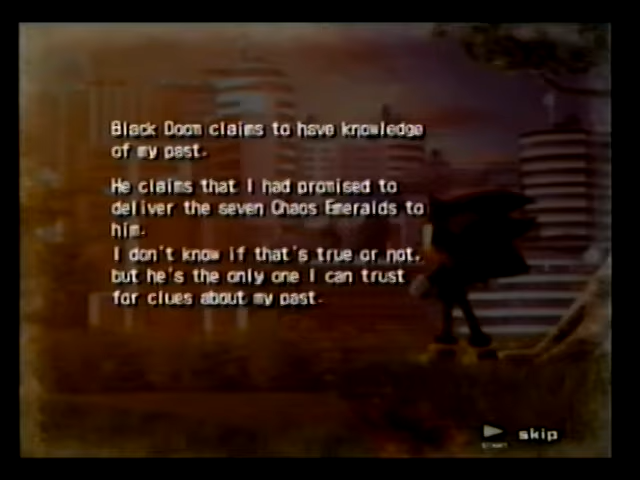 Black Doom claims to have knowledge
of my past.
He claims that I had promised to
deliver the seven Chaos Emeralds to
him.
I don't know if that's true or not,
but he's the only one I can trust
for clues about my past.
skip